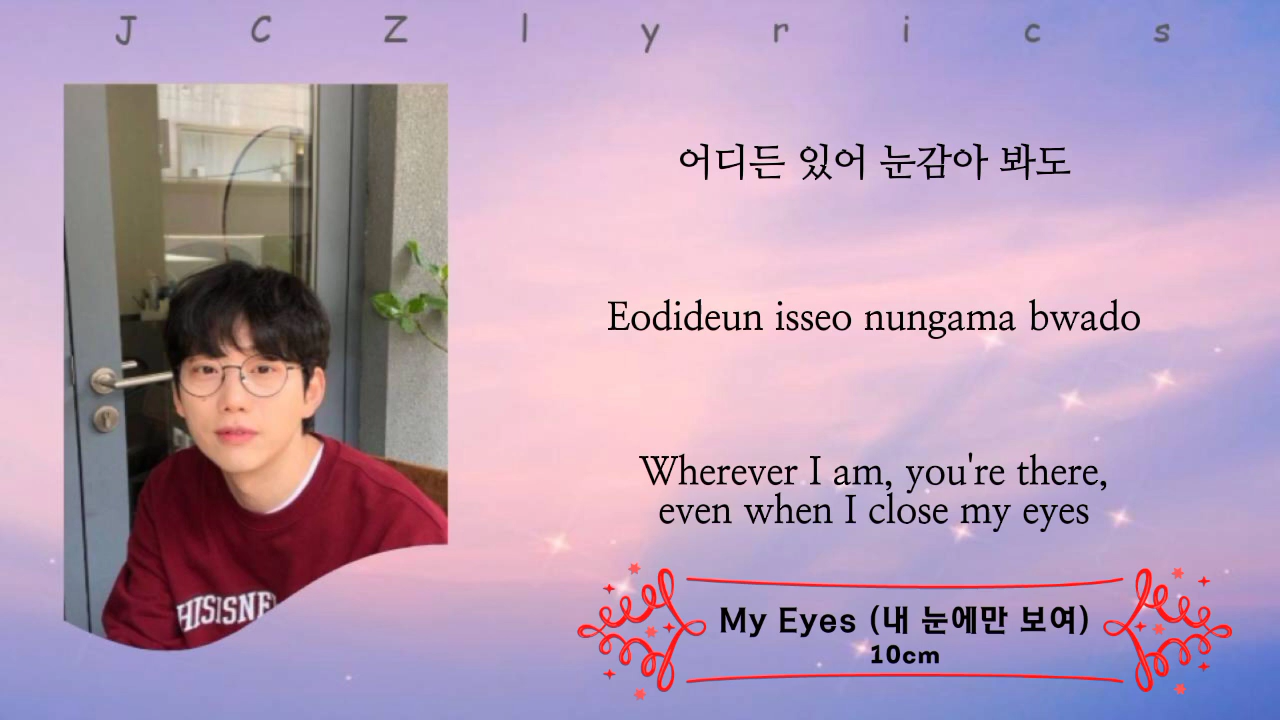 J C Z l y r i c s
어디든 있어 눈감아 봐도
Eodideun isseo nungama bwado
Wherever I am, you're there,
even when I close my eyes
HISISNE
My Eyes (내 눈에만 보여)
10cm